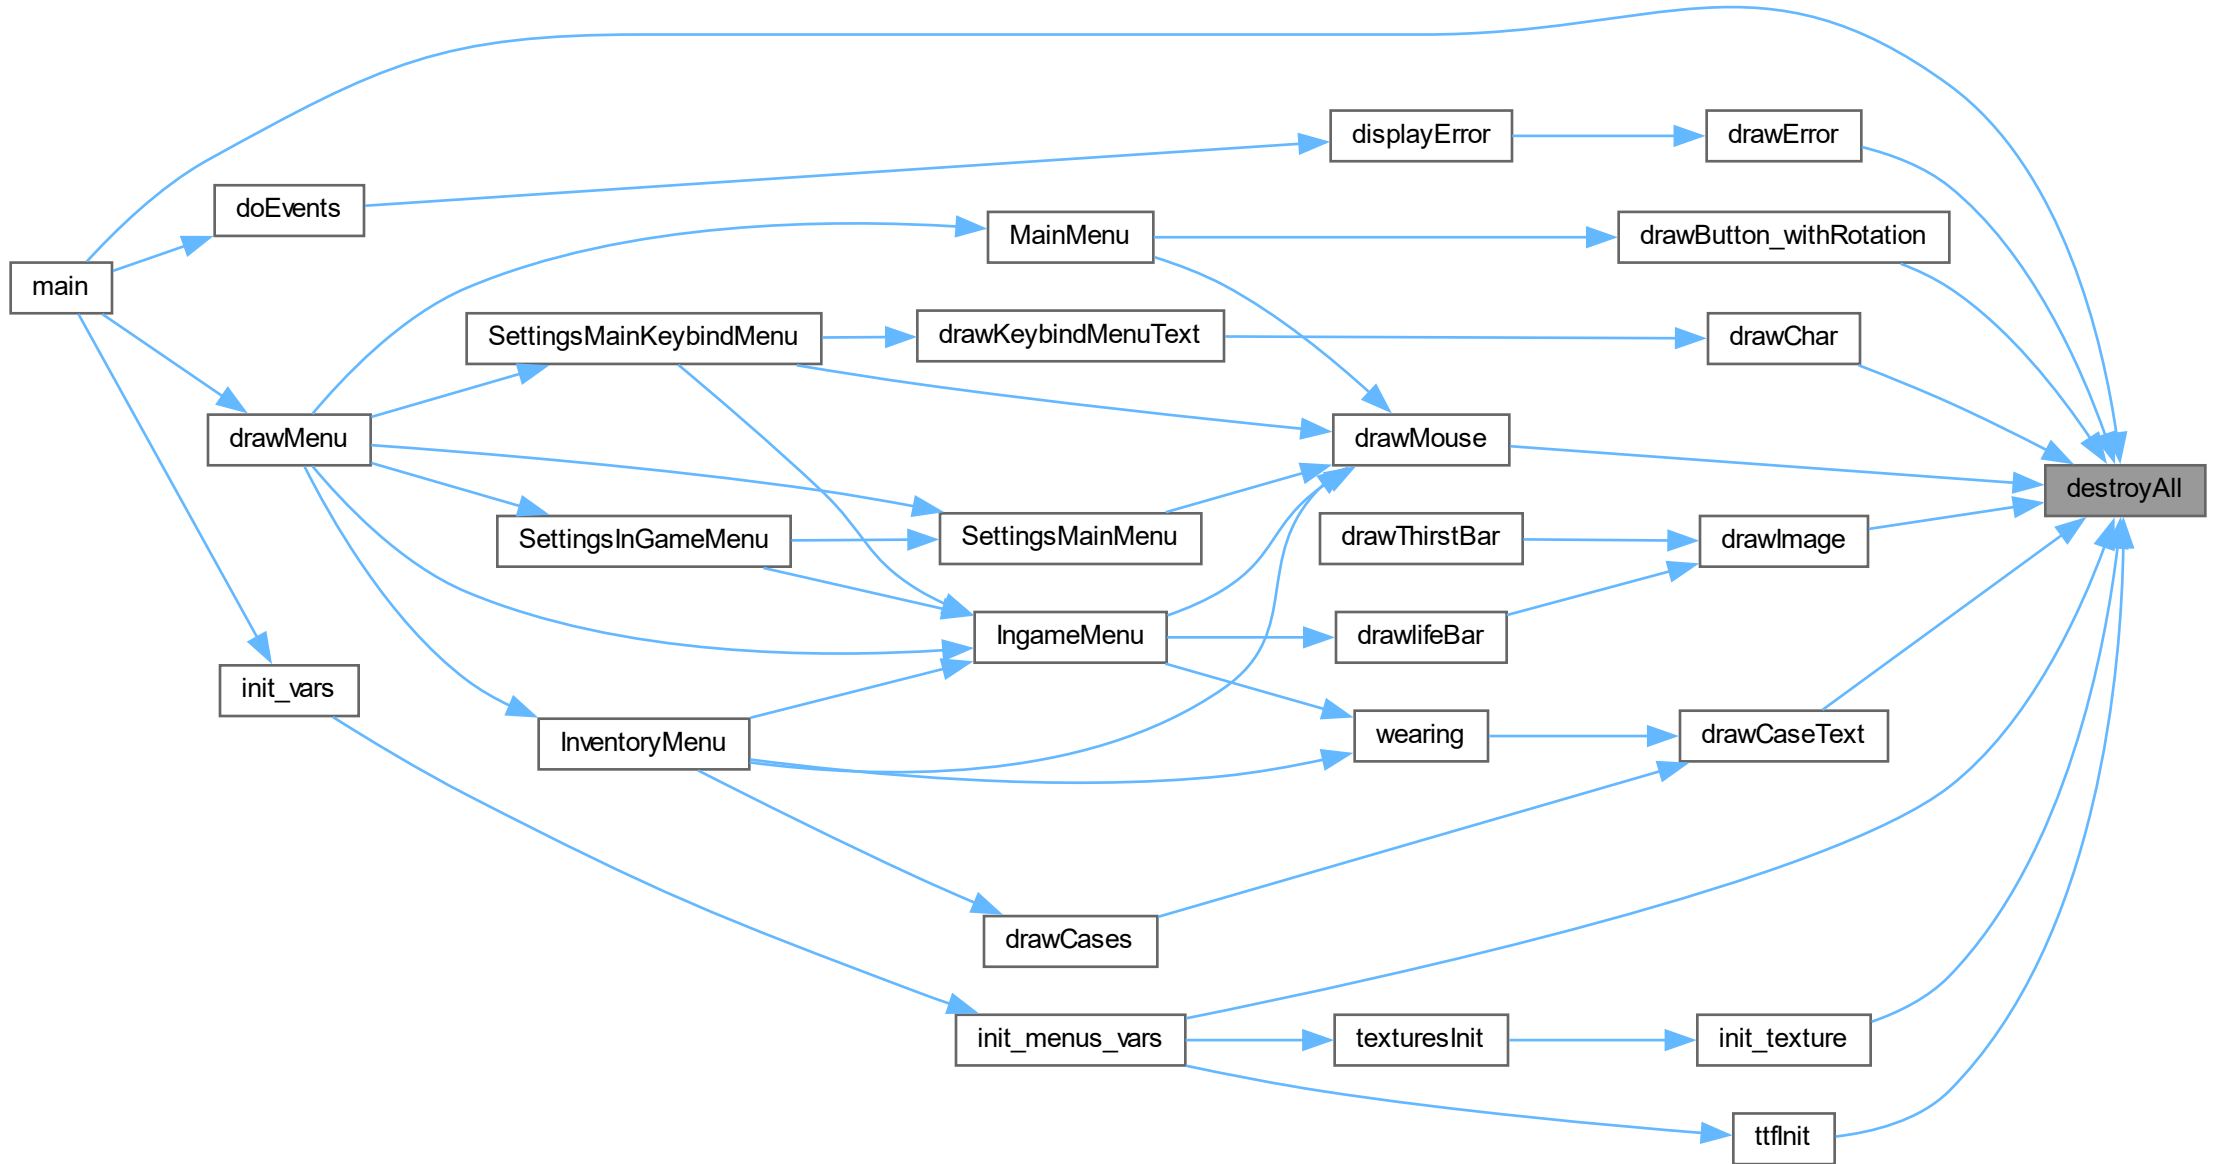 displayError
drawError
doEvents
MainMenu
drawButton_withRotation
main
SettingsMainKeybindMenu
drawKeybindMenuText
drawChar
drawMenu
drawMouse
destroyAll
SettingsInGameMenu
SettingsMainMenu
drawThirstBar
drawImage
IngameMenu
drawlifeBar
init_vars
InventoryMenu
wearing
drawCaseText
drawCases
init_menus_vars
texturesInit
init_texture
ttfInit